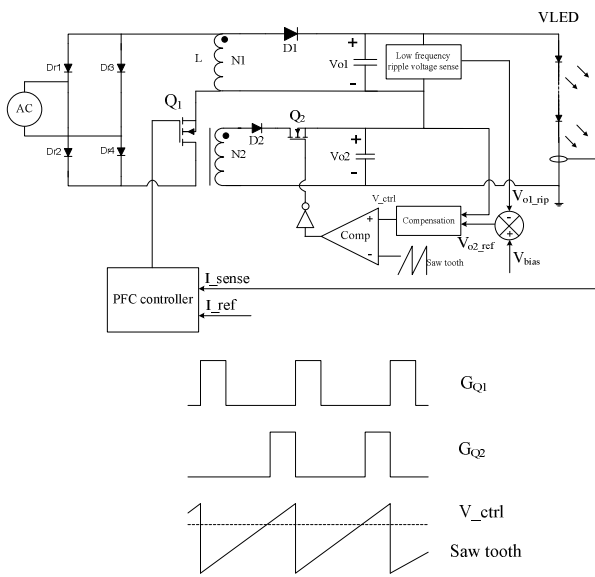 VLED
Dr1
Dr3
L
N1
D1
+
Vo1
-
Low frequency
ripple voltage sense
AC
Q1
Q2
Dr2
Dr4
N2
D2
+
Vo2
-
V_ctrl
Compensation
Vo1_rip
-
+
Vo2_ref
Vbias
+
Comp
-
Saw tooth
PFC controller
I_sense
I_ref
GQ1
GQ2
V_ctrl
Saw tooth